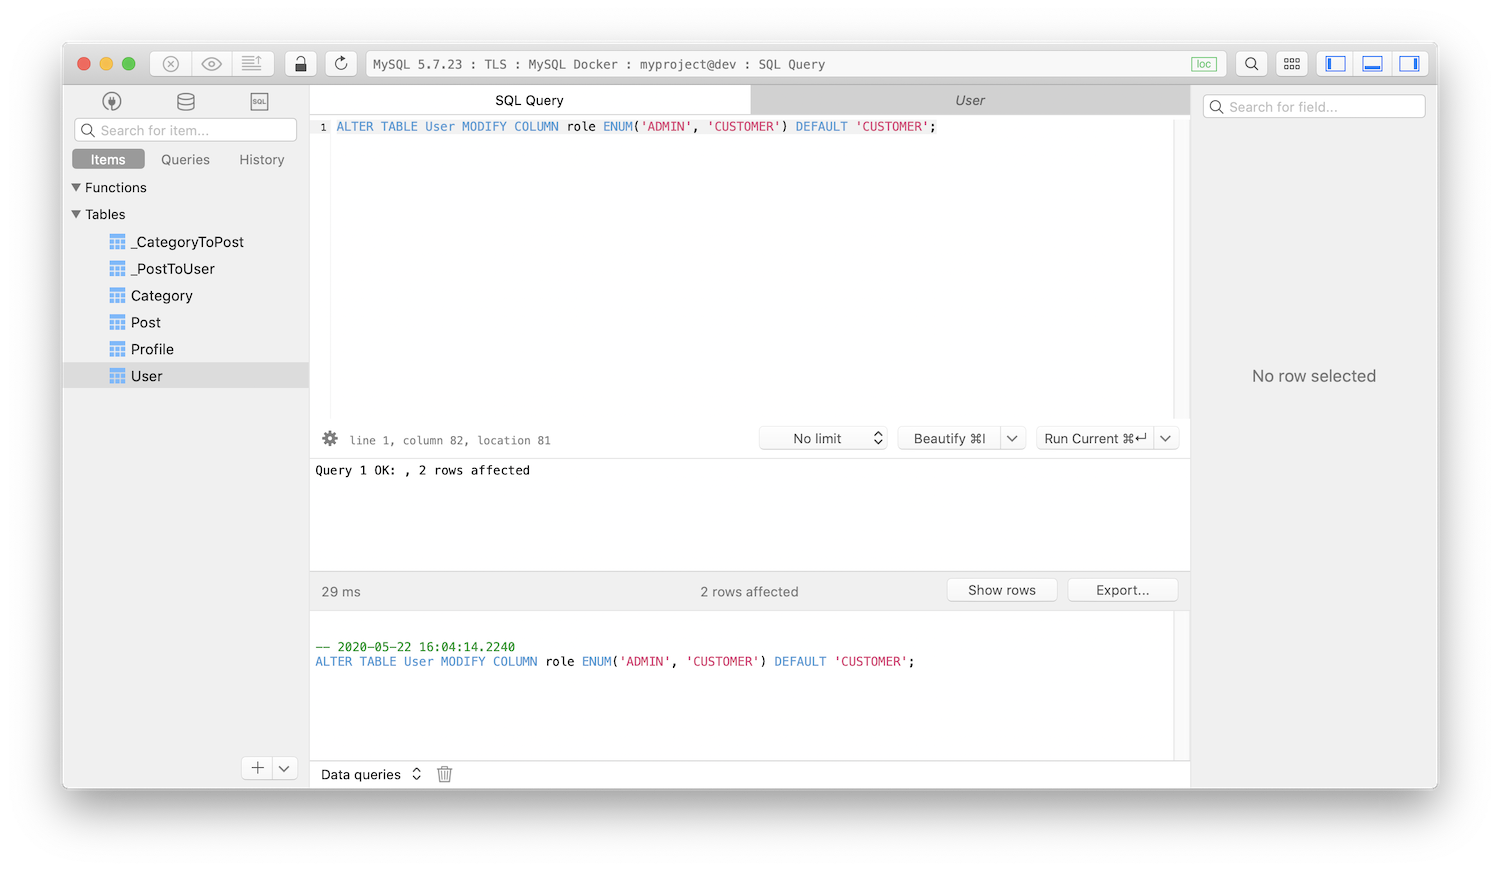 MySQL 5.7.23 : TLS : MySQL Docker : myproject@dev : SQL Query
loc
SQL
Search for item...
Items
Queries
History
Functions
Tables
_CategoryToPost
_PostToUser
Category
Post
Profile
User
SQL Query
User
1 ALTER TABLE User MODIFY COLUMN role ENUM('ADMIN', 'CUSTOMER') DEFAULT 'CUSTOMER';
line 1, column 82, location 81
No limit
Beautify ⌘I
Run Current ⌘↩
Query 1 OK: , 2 rows affected
29 ms
2 rows affected
Show rows
Export...
-- 2020-05-22 16:04:14.2240
ALTER TABLE User MODIFY COLUMN role ENUM('ADMIN', 'CUSTOMER') DEFAULT 'CUSTOMER';
Data queries
Search for field...
No row selected